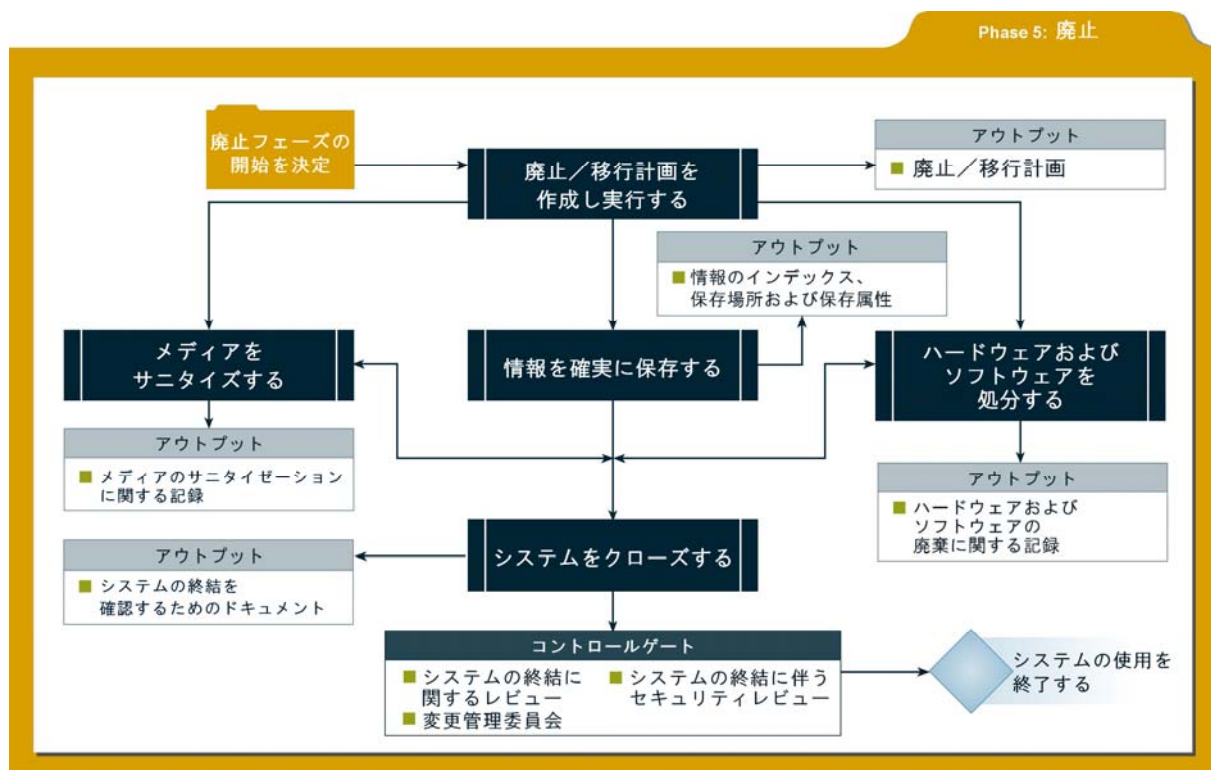 Phase 5: 廃止
廃止フェーズの
開始を決定
廃止／移行計画を
作成し実行する
アウトプット
廃止／移行計画
アウトプット
情報のインデックス、
保存場所および保存属性
メディアを
サニタイズする
情報を確実に保存する
ハードウェアおよび
ソフトウェアを
処分する
アウトプット
メディアのサニタイゼーション
に関する記録
アウトプット
ハードウェアおよび
ソフトウェアの
廃棄に関する記録
システムをクローズする
アウトプット
システムの終結を
確認するためのドキュメント
コントロールゲート
システムの終結に
関するレビュー
変更管理委員会
システムの終結に伴う
セキュリティレビュー
システムの使用を
終了する